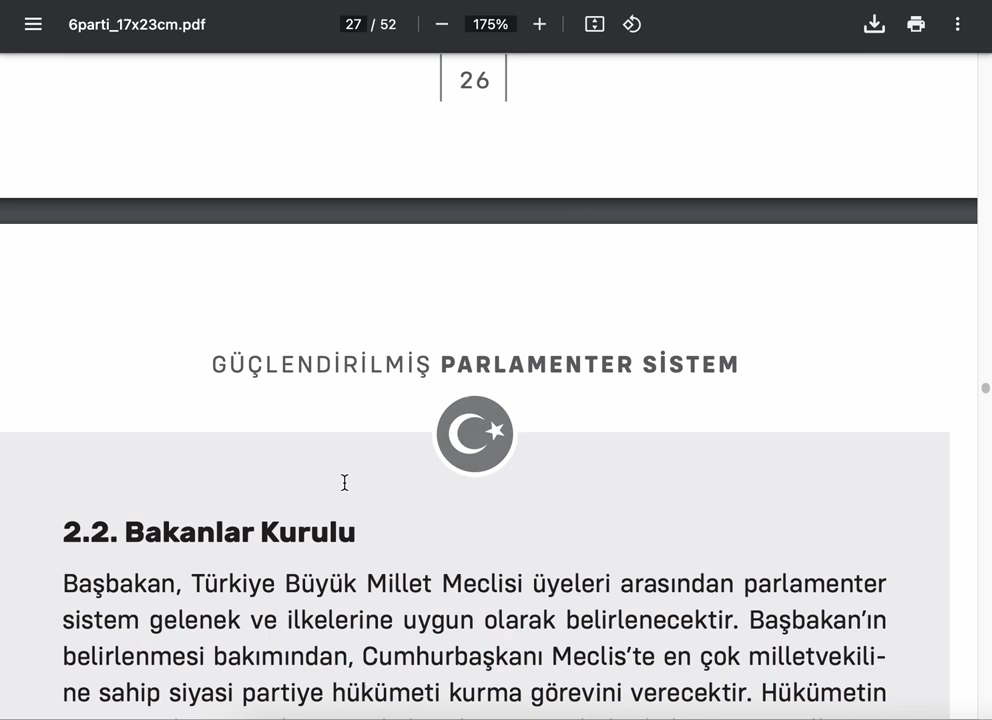 6parti_17x23cm.pdf
27 / 52
175%
26
GÜÇLENDİRİLMİŞ PARLAMENTER SİSTEM
2.2. Bakanlar Kurulu
Başbakan, Türkiye Büyük Millet Meclisi üyeleri arasından parlamenter
sistem gelenek ve ilkelerine uygun olarak belirlenecektir. Başbakan’ın
belirlenmesi bakımından, Cumhurbaşkanı Meclis’te en çok milletvekili-
ne sahip siyasi partiye hükümeti kurma görevini verecektir. Hükümetin